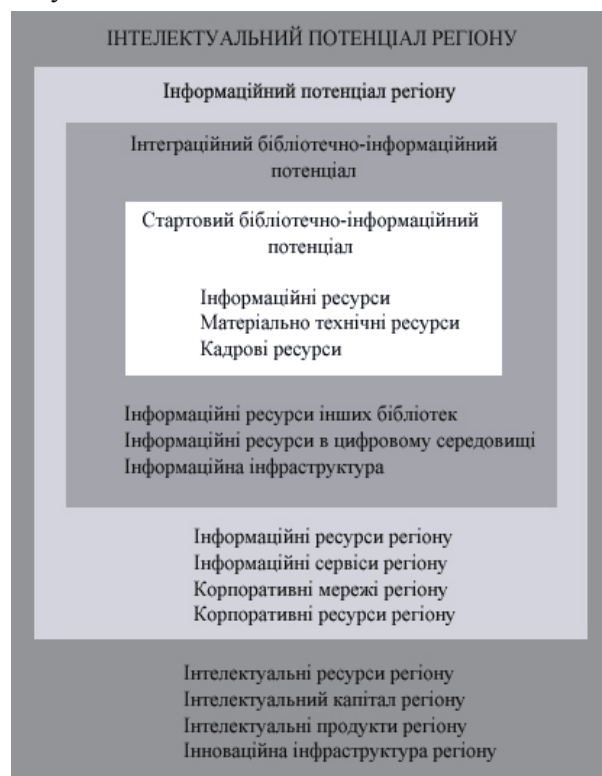 ІНТЕЛЕКТУАЛЬНИЙ ПОТЕНЦІАЛ РЕГІОНУ
Інформаційний потенціал регіону
Інтеграційний бібліотечно-інформаційний
потенціал
Стартовий бібліотечно-інформаційний
потенціал
Інформаційні ресурси
Матеріально технічні ресурси
Кадрові ресурси
Інформаційні ресурси інших бібліотек
Інформаційні ресурси в цифровому середовищі
Інформаційна інфраструктура
Інформаційні ресурси регіону
Інформаційні сервіси регіону
Корпоративні мережі регіону
Корпоративні ресурси регіону
Інтелектуальні ресурси регіону
Інтелектуальний капітал регіону
Інтелектуальні продукти регіону
Інноваційна інфраструктура регіону